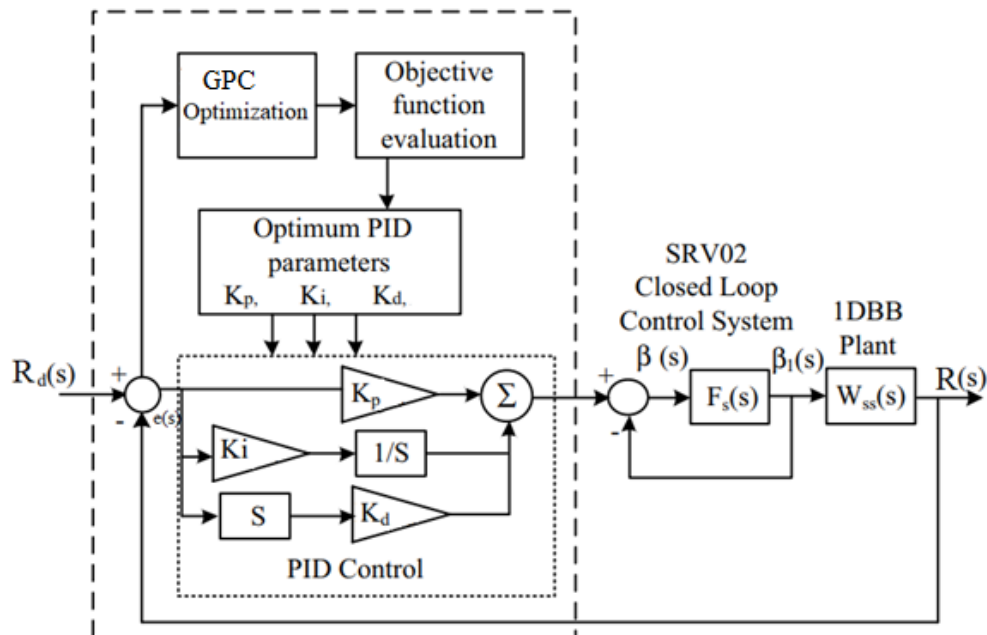 GPC
Optimization
Objective
function
evaluation
Optimum PID
parameters
Kp, Ki, Kd,.
SRV02
Closed Loop
Control System
1DBB
Plant
Rd(s)
+
-
e(s)
Kp
Σ
+
-
β (s)
Fs(s)
β1(s)
Wss(s)
R(s)
Ki
1/S
S
Kd
PID Control